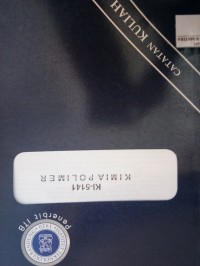 CATATAN KULIAH
KI-5141
KIMIA POLIMER
Penerbit ITB